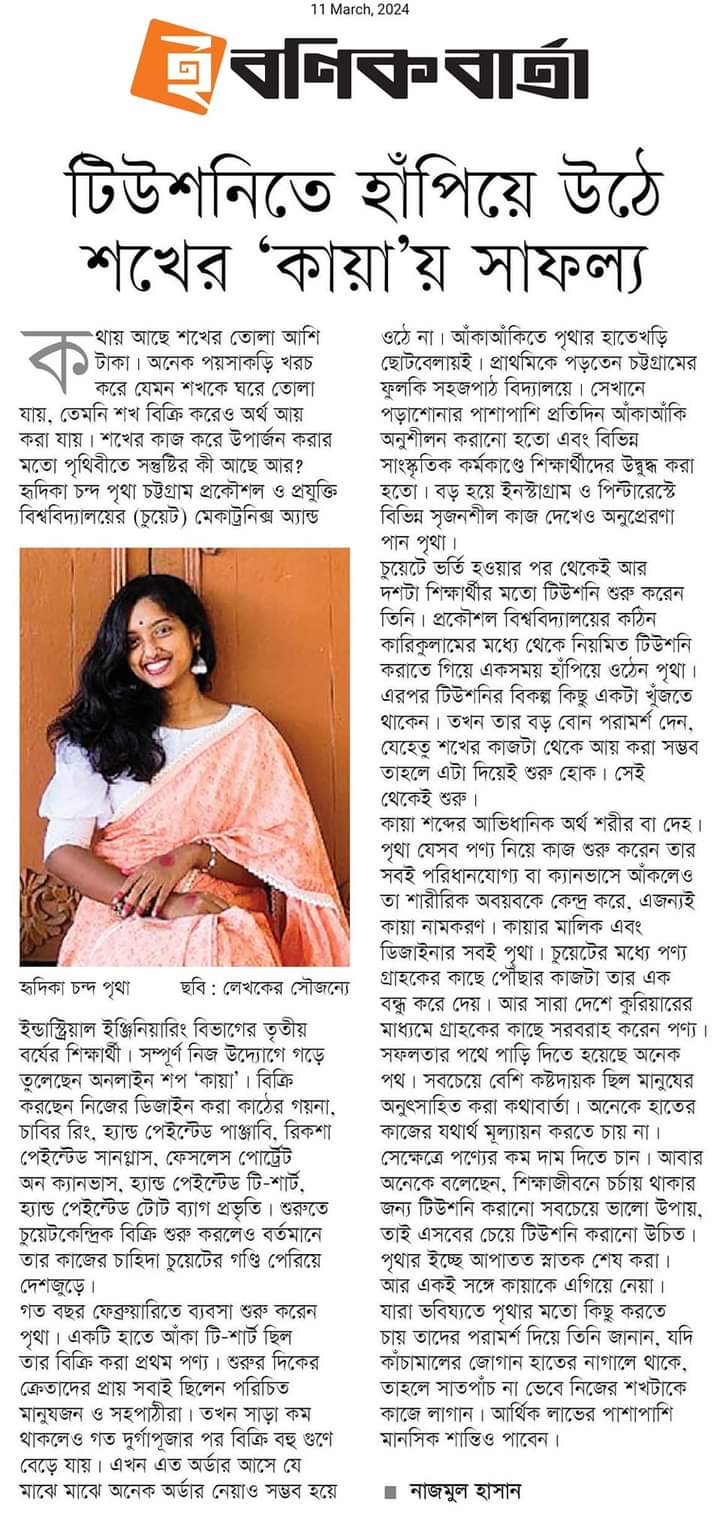 11 March, 2024
ই বণিকবার্তা
টিউশনিতে হাঁপিয়ে উঠে
শখের ‘কায়া’য় সাফল্য
কথায় আছে শখের তোলা আশি
টাকা। অনেক পয়সাকড়ি খরচ
করে যেমন শখকে ঘরে তোলা
যায়, তেমনি শখ বিক্রি করেও অর্থ আয়
করা যায়। শখের কাজ করে উপার্জন করার
মতো পৃথিবীতে সন্তুষ্টির কী আছে আর?
হৃদিকা চন্দ পৃথা চট্টগ্রাম প্রকৌশল ও প্রযুক্তি
বিশ্ববিদ্যালয়ের (চুয়েট) মেকাট্রনিক্স অ্যান্ড
হৃদিকা চন্দ পৃথা ছবি : লেখকের সৌজন্যে
ইন্ডাস্ট্রিয়াল ইঞ্জিনিয়ারিং বিভাগের তৃতীয়
বর্ষের শিক্ষার্থী। সম্পূর্ণ নিজ উদ্যোগে গড়ে
তুলেছেন অনলাইন শপ ‘কায়া’। বিক্রি
করছেন নিজের ডিজাইন করা কাঠের গয়না,
চাবির রিং, হ্যান্ড পেইন্টেড পাঞ্জাবি, রিকশা
পেইন্টেড সানগ্লাস, ফেসলেস পোর্ট্রেট
অন ক্যানভাস, হ্যান্ড পেইন্টেড টি-শার্ট,
হ্যান্ড পেইন্টেড টোট ব্যাগ প্রভৃতি। শুরুতে
চুয়েটকেন্দ্রিক বিক্রি শুরু করলেও বর্তমানে
তার কাজের চাহিদা চুয়েটের গণ্ডি পেরিয়ে
দেশজুড়ে।
গত বছর ফেব্রুয়ারিতে ব্যবসা শুরু করেন
পৃথা। একটি হাতে আঁকা টি-শার্ট ছিল
তার বিক্রি করা প্রথম পণ্য। শুরুর দিকের
ক্রেতাদের প্রায় সবাই ছিলেন পরিচিত
মানুষজন ও সহপাঠীরা। তখন সাড়া কম
থাকলেও গত দুর্গাপূজার পর বিক্রি বহু গুণে
বেড়ে যায়। এখন এত অর্ডার আসে যে
মাঝে মাঝে অনেক অর্ডার নেয়াও সম্ভব হয়ে
ওঠে না। আঁকাআঁকিতে পৃথার হাতেখড়ি
ছোটবেলায়ই। প্রাথমিকে পড়তেন চট্টগ্রামের
ফুলকি সহজপাঠ বিদ্যালয়ে। সেখানে
পড়াশোনার পাশাপাশি প্রতিদিন আঁকাআঁকি
অনুশীলন করানো হতো এবং বিভিন্ন
সাংস্কৃতিক কর্মকাণ্ডে শিক্ষার্থীদের উদ্বুদ্ধ করা
হতো। বড় হয়ে ইনস্টাগ্রাম ও পিন্টারেস্টে
বিভিন্ন সৃজনশীল কাজ দেখেও অনুপ্রেরণা
পান পৃথা।
চুয়েটে ভর্তি হওয়ার পর থেকেই আর
দশটা শিক্ষার্থীর মতো টিউশনি শুরু করেন
তিনি। প্রকৌশল বিশ্ববিদ্যালয়ের কঠিন
কারিকুলামের মধ্যে থেকে নিয়মিত টিউশনি
করাতে গিয়ে একসময় হাঁপিয়ে ওঠেন পৃথা।
এরপর টিউশনির বিকল্প কিছু একটা খুঁজতে
থাকেন। তখন তার বড় বোন পরামর্শ দেন,
যেহেতু শখের কাজটা থেকে আয় করা সম্ভব
তাহলে এটা দিয়েই শুরু হোক। সেই
থেকেই শুরু।
কায়া শব্দের আভিধানিক অর্থ শরীর বা দেহ।
পৃথা যেসব পণ্য নিয়ে কাজ শুরু করেন তার
সবই পরিধানযোগ্য বা ক্যানভাসে আঁকলেও
তা শারীরিক অবয়বকে কেন্দ্র করে, এজন্যই
কায়া নামকরণ। কায়ার মালিক এবং
ডিজাইনার সবই পৃথা। চুয়েটের মধ্যে পণ্য
গ্রাহকের কাছে পৌঁছার কাজটা তার এক
বন্ধু করে দেয়। আর সারা দেশে কুরিয়ারের
মাধ্যমে গ্রাহকের কাছে সরবরাহ করেন পণ্য।
সফলতার পথে পাড়ি দিতে হয়েছে অনেক
পথ। সবচেয়ে বেশি কষ্টদায়ক ছিল মানুষের
অনুৎসাহিত করা কথাবার্তা। অনেকে হাতের
কাজের যথার্থ মূল্যায়ন করতে চায় না।
সেক্ষেত্রে পণ্যের কম দাম দিতে চান। আবার
অনেকে বলেছেন, শিক্ষাজীবনে চর্চায় থাকার
জন্য টিউশনি করানো সবচেয়ে ভালো উপায়,
তাই এসবের চেয়ে টিউশনি করানো উচিত।
পৃথার ইচ্ছে আপাতত স্নাতক শেষ করা।
আর একই সঙ্গে কায়াকে এগিয়ে নেয়া।
যারা ভবিষ্যতে পৃথার মতো কিছু করতে
চায় তাদের পরামর্শ দিয়ে তিনি জানান, যদি
কাঁচামালের জোগান হাতের নাগালে থাকে,
তাহলে সাতপাঁচ না ভেবে নিজের শখটাকে
কাজে লাগান। আর্থিক লাভের পাশাপাশি
মানসিক শান্তিও পাবেন।
■ নাজমুল হাসান